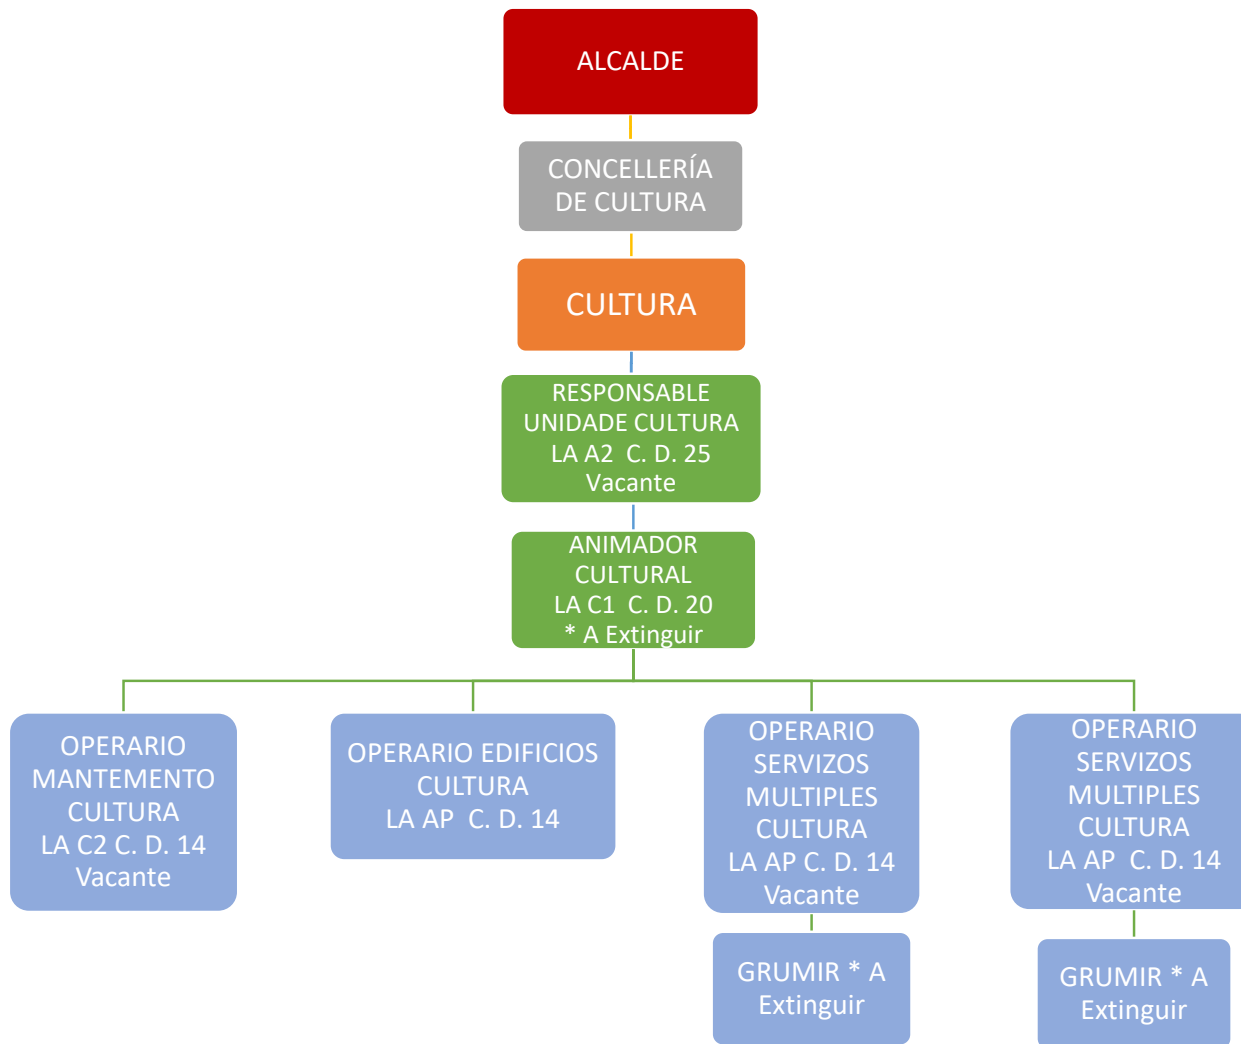 ALCALDE
CONCELLERÍA
DE CULTURA
CULTURA
RESPONSABLE
UNIDADE CULTURA
LA A2  C. D. 25
Vacante
ANIMADOR
CULTURAL
LA C1  C. D. 20
* A Extinguir
OPERARIO
MANTEMENTO
CULTURA
LA C2 C. D. 14
Vacante
OPERARIO EDIFICIOS
CULTURA
LA AP  C. D. 14
OPERARIO
SERVIZOS
MULTIPLES
CULTURA
LA AP C. D. 14
Vacante
OPERARIO
SERVIZOS
MULTIPLES
CULTURA
LA AP  C. D. 14
Vacante
GRUMIR * A
Extinguir
GRUMIR * A
Extinguir